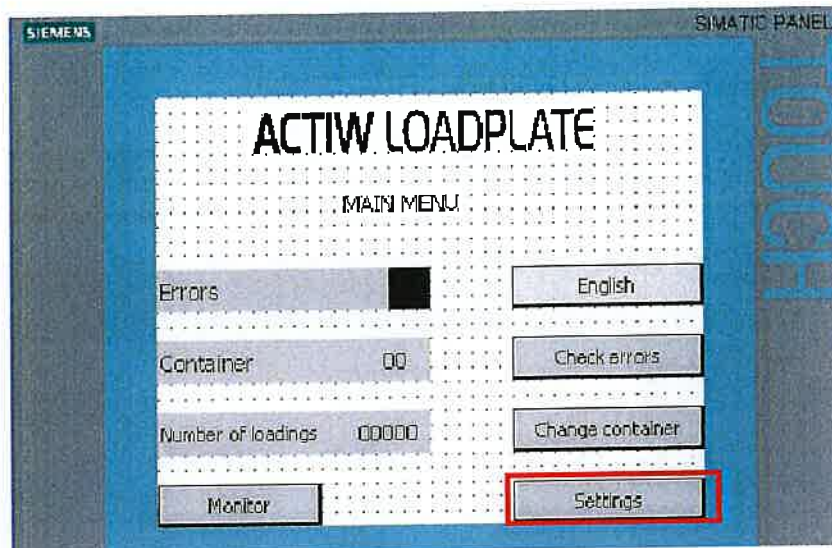 SIEMENS
SIMATIC PANEL
TOUCH
ACTIW LOADPLATE
MAIN MENU
Errors
English
Container 00
Check errors
Number of loadings 00000
Change container
Monitor
Settings